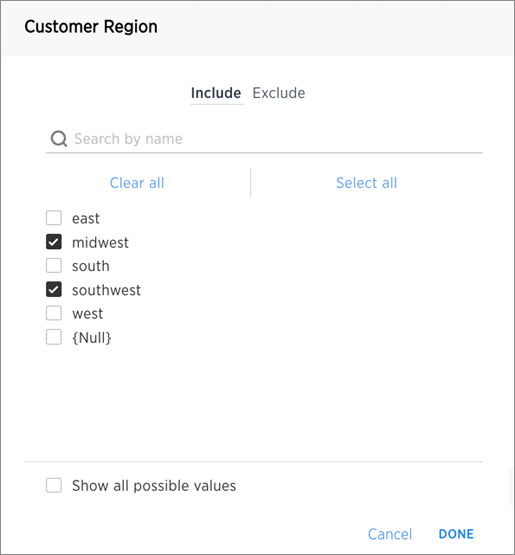 Customer Region
Include Exclude
Search by name
Clear all Select all
east
midwest
south
southwest
west
{Null}
Show all possible values
Cancel DONE